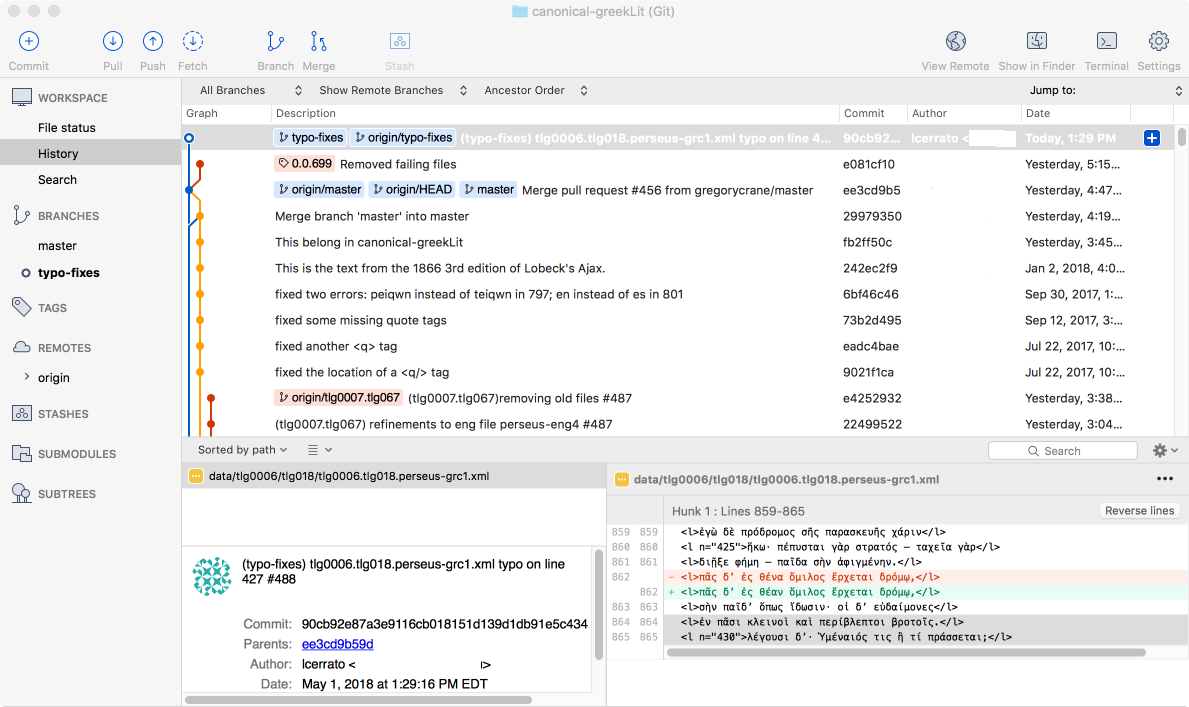 canonical-greekLit (Git)
Commit Pull Push Fetch Branch Merge Stash View Remote Show in Finder Terminal Settings
WORKSPACE
File status
History
Search
BRANCHES
master
typo-fixes
TAGS
REMOTES
origin
STASHES
SUBMODULES
SUBTREES
All Branches Show Remote Branches Ancestor Order Jump to:
Graph Description Commit Author Date
typo-fixes origin/typo-fixes (typo-fixes) tlg0006.tlg018.perseus-grc1.xml typo on line 4... 90cb92... lcerrato < Today, 1:29 PM
0.0.699 Removed failing files e081cf10 Yesterday, 5:15...
origin/master origin/HEAD master Merge pull request #456 from gregorycrane/master ee3cd9b5 Yesterday, 4:47...
Merge branch 'master' into master 29979350 Yesterday, 4:19...
This belong in canonical-greekLit fb2ff50c Yesterday, 3:45...
This is the text from the 1866 3rd edition of Lobeck's Ajax. 242ec2f9 Jan 2, 2018, 4:0...
fixed two errors: peiqwn instead of teiqwn in 797; en instead of es in 801 6bf46c46 Sep 30, 2017, 1:...
fixed some missing quote tags 73b2d495 Sep 12, 2017, 3:...
fixed another <q> tag eadc4bae Jul 22, 2017, 10:...
fixed the location of a <q/> tag 9021f1ca Jul 22, 2017, 10:...
origin/tlg0007.tlg067 (tlg0007.tlg067)removing old files #487 e4252932 Yesterday, 3:38...
(tlg0007.tlg067) refinements to eng file perseus-eng4 #487 22499522 Yesterday, 3:04...
Sorted by path Search
data/tlg0006/tlg018/tlg0006.tlg018.perseus-grc1.xml
(typo-fixes) tlg0006.tlg018.perseus-grc1.xml typo on line
427 #488
Commit: 90cb92e87a3e9116cb018151d139d1db91e5c434
Parents: ee3cd9b59d
Author: lcerrato < >
Date: May 1, 2018 at 1:29:16 PM EDT
data/tlg0006/tlg018/tlg0006.tlg018.perseus-grc1.xml
Hunk 1 : Lines 859-865 Reverse lines
859 859 <l>ἐγὼ δὲ πρόδρομος σῆς παρασκευῆς χάριν</l>
860 860 <l n="425">ἥκω· πέπυσται γὰρ στρατός — ταχεῖα γὰρ</l>
861 861 <l>διῇξε φήμη — παῖδα σὴν ἀφιγμένην.</l>
862 - <l>πᾶς δ’ ἐς θένα ὅμιλος ἔρχεται δρόμῳ,</l>
862 + <l>πᾶς δ’ ἐς θέαν ὅμιλος ἔρχεται δρόμῳ,</l>
863 863 <l>σὴν παῖδ’ ὅπως ἴδωσιν· οἱ δ’ εὐδαίμονες</l>
864 864 <l>ἐν πᾶσι κλεινοὶ καὶ περίβλεπτοι βροτοῖς.</l>
865 865 <l n="430">λέγουσι δ’· Ὑμέναιός τις ἢ τί πράσσεται;</l>